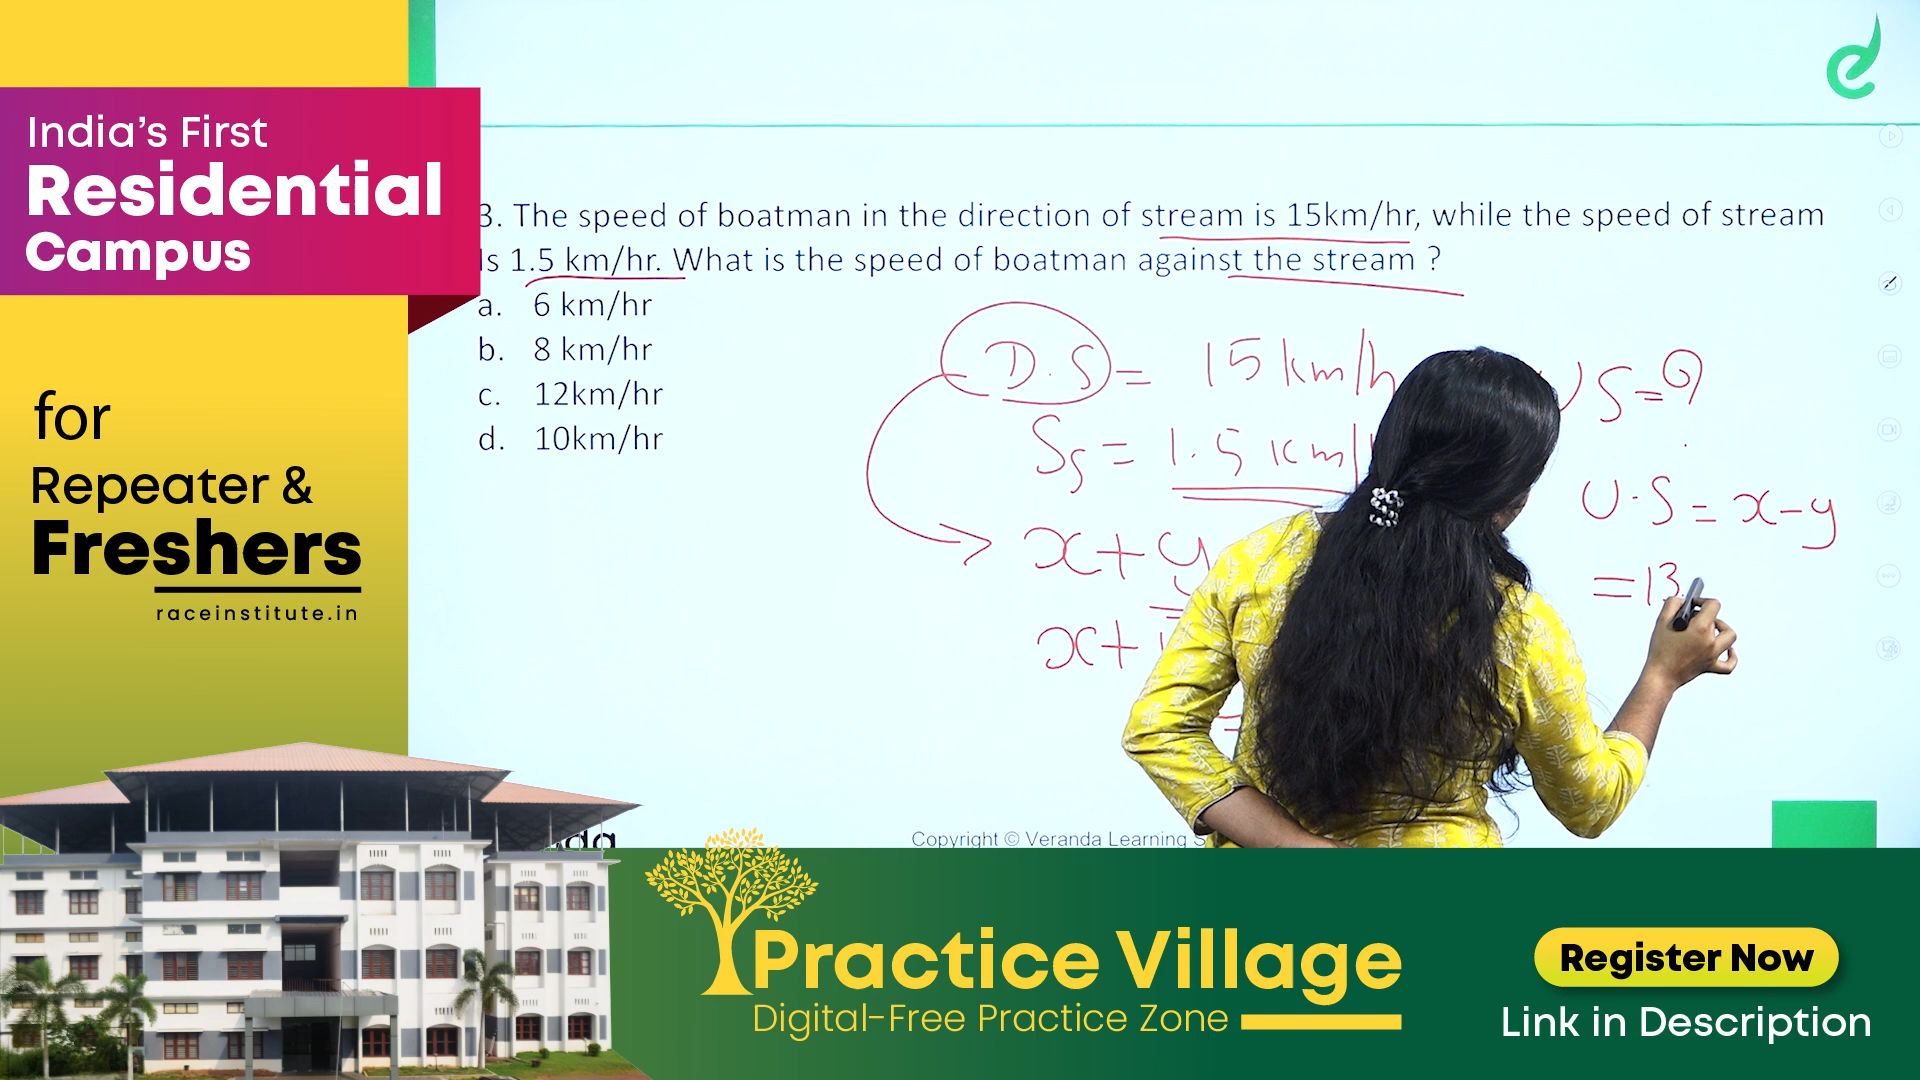 India's First
Residential
Campus
for
Repeater &
Freshers
raceinstitute.in
3. The speed of boatman in the direction of stream is 15km/hr, while the speed of stream
is 1.5 km/hr. What is the speed of boatman against the stream ?
a. 6 km/hr
b. 8 km/hr
c. 12km/hr
d. 10km/hr
D.S = 15 km/h
Ss = 1.5 km/
x+y
x+
=
US=?
U.S = x-y
=13.
Copyright © Veranda Learning S
Practice Village
Digital-Free Practice Zone
Register Now
Link in Description